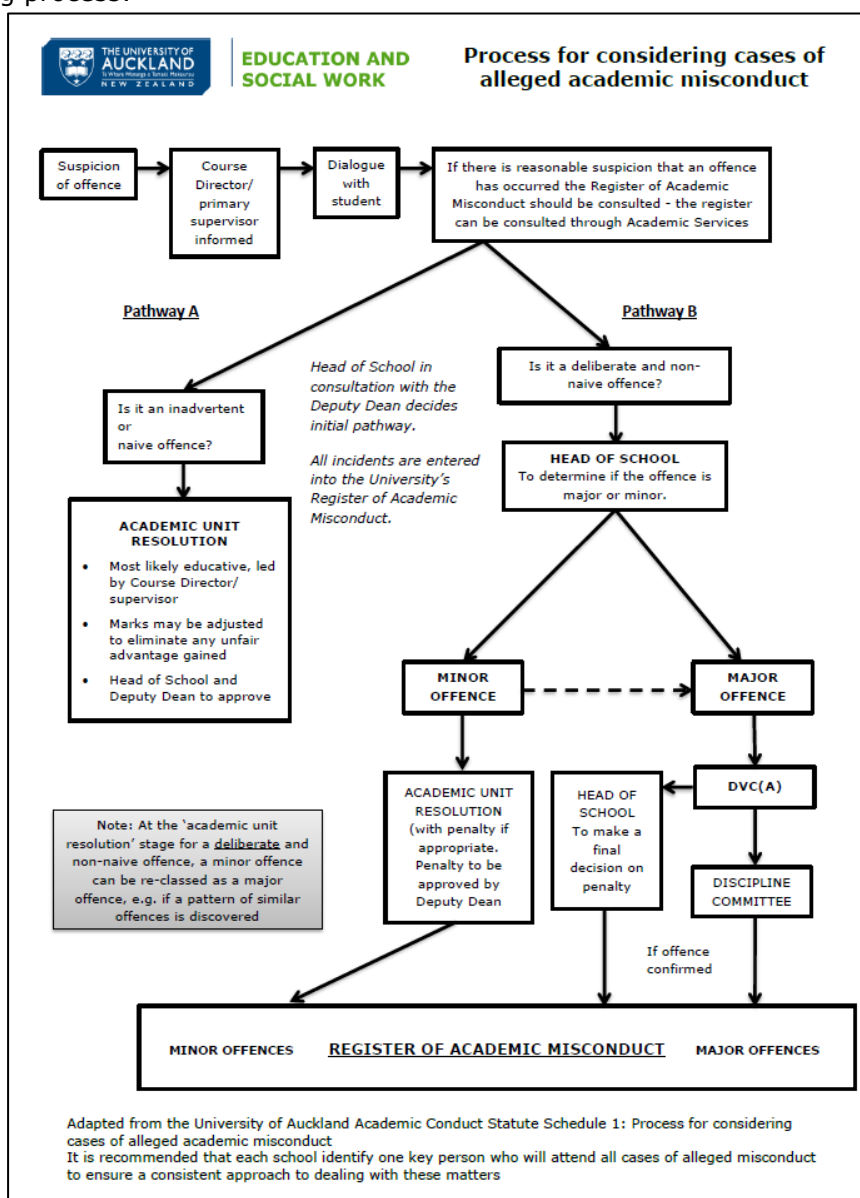 g process.
THE UNIVERSITY OF
AUCKLAND
Te Whare Wānanga o Tāmaki Makaurau
NEW ZEALAND
EDUCATION AND
SOCIAL WORK
Process for considering cases of
alleged academic misconduct
Suspicion
of offence
Course
Director/
primary
supervisor
informed
Dialogue
with
student
If there is reasonable suspicion that an offence
has occurred the Register of Academic
Misconduct should be consulted - the register
can be consulted through Academic Services
Pathway A
Pathway B
Head of School in
consultation with the
Deputy Dean decides
initial pathway.
All incidents are entered
into the University's
Register of Academic
Misconduct.
Is it an inadvertent
or
naive offence?
Is it a deliberate and non-
naive offence?
ACADEMIC UNIT
RESOLUTION
• Most likely educative, led
by Course Director/
supervisor
• Marks may be adjusted
to eliminate any unfair
advantage gained
• Head of School and
Deputy Dean to approve
HEAD OF SCHOOL
To determine if the offence is
major or minor.
MINOR
OFFENCE
MAJOR
OFFENCE
ACADEMIC UNIT
RESOLUTION
(with penalty if
appropriate.
Penalty to be
approved by
Deputy Dean
HEAD OF
SCHOOL
To make a
final
decision on
penalty
DVC(A)
DISCIPLINE
COMMITTEE
Note: At the ‘academic unit
resolution’ stage for a deliberate and
non-naive offence, a minor offence
can be re-classed as a major
offence, e.g. if a pattern of similar
offences is discovered
If offence
confirmed
MINOR OFFENCES REGISTER OF ACADEMIC MISCONDUCT MAJOR OFFENCES
Adapted from the University of Auckland Academic Conduct Statute Schedule 1: Process for considering
cases of alleged academic misconduct
It is recommended that each school identify one key person who will attend all cases of alleged misconduct
to ensure a consistent approach to dealing with these matters